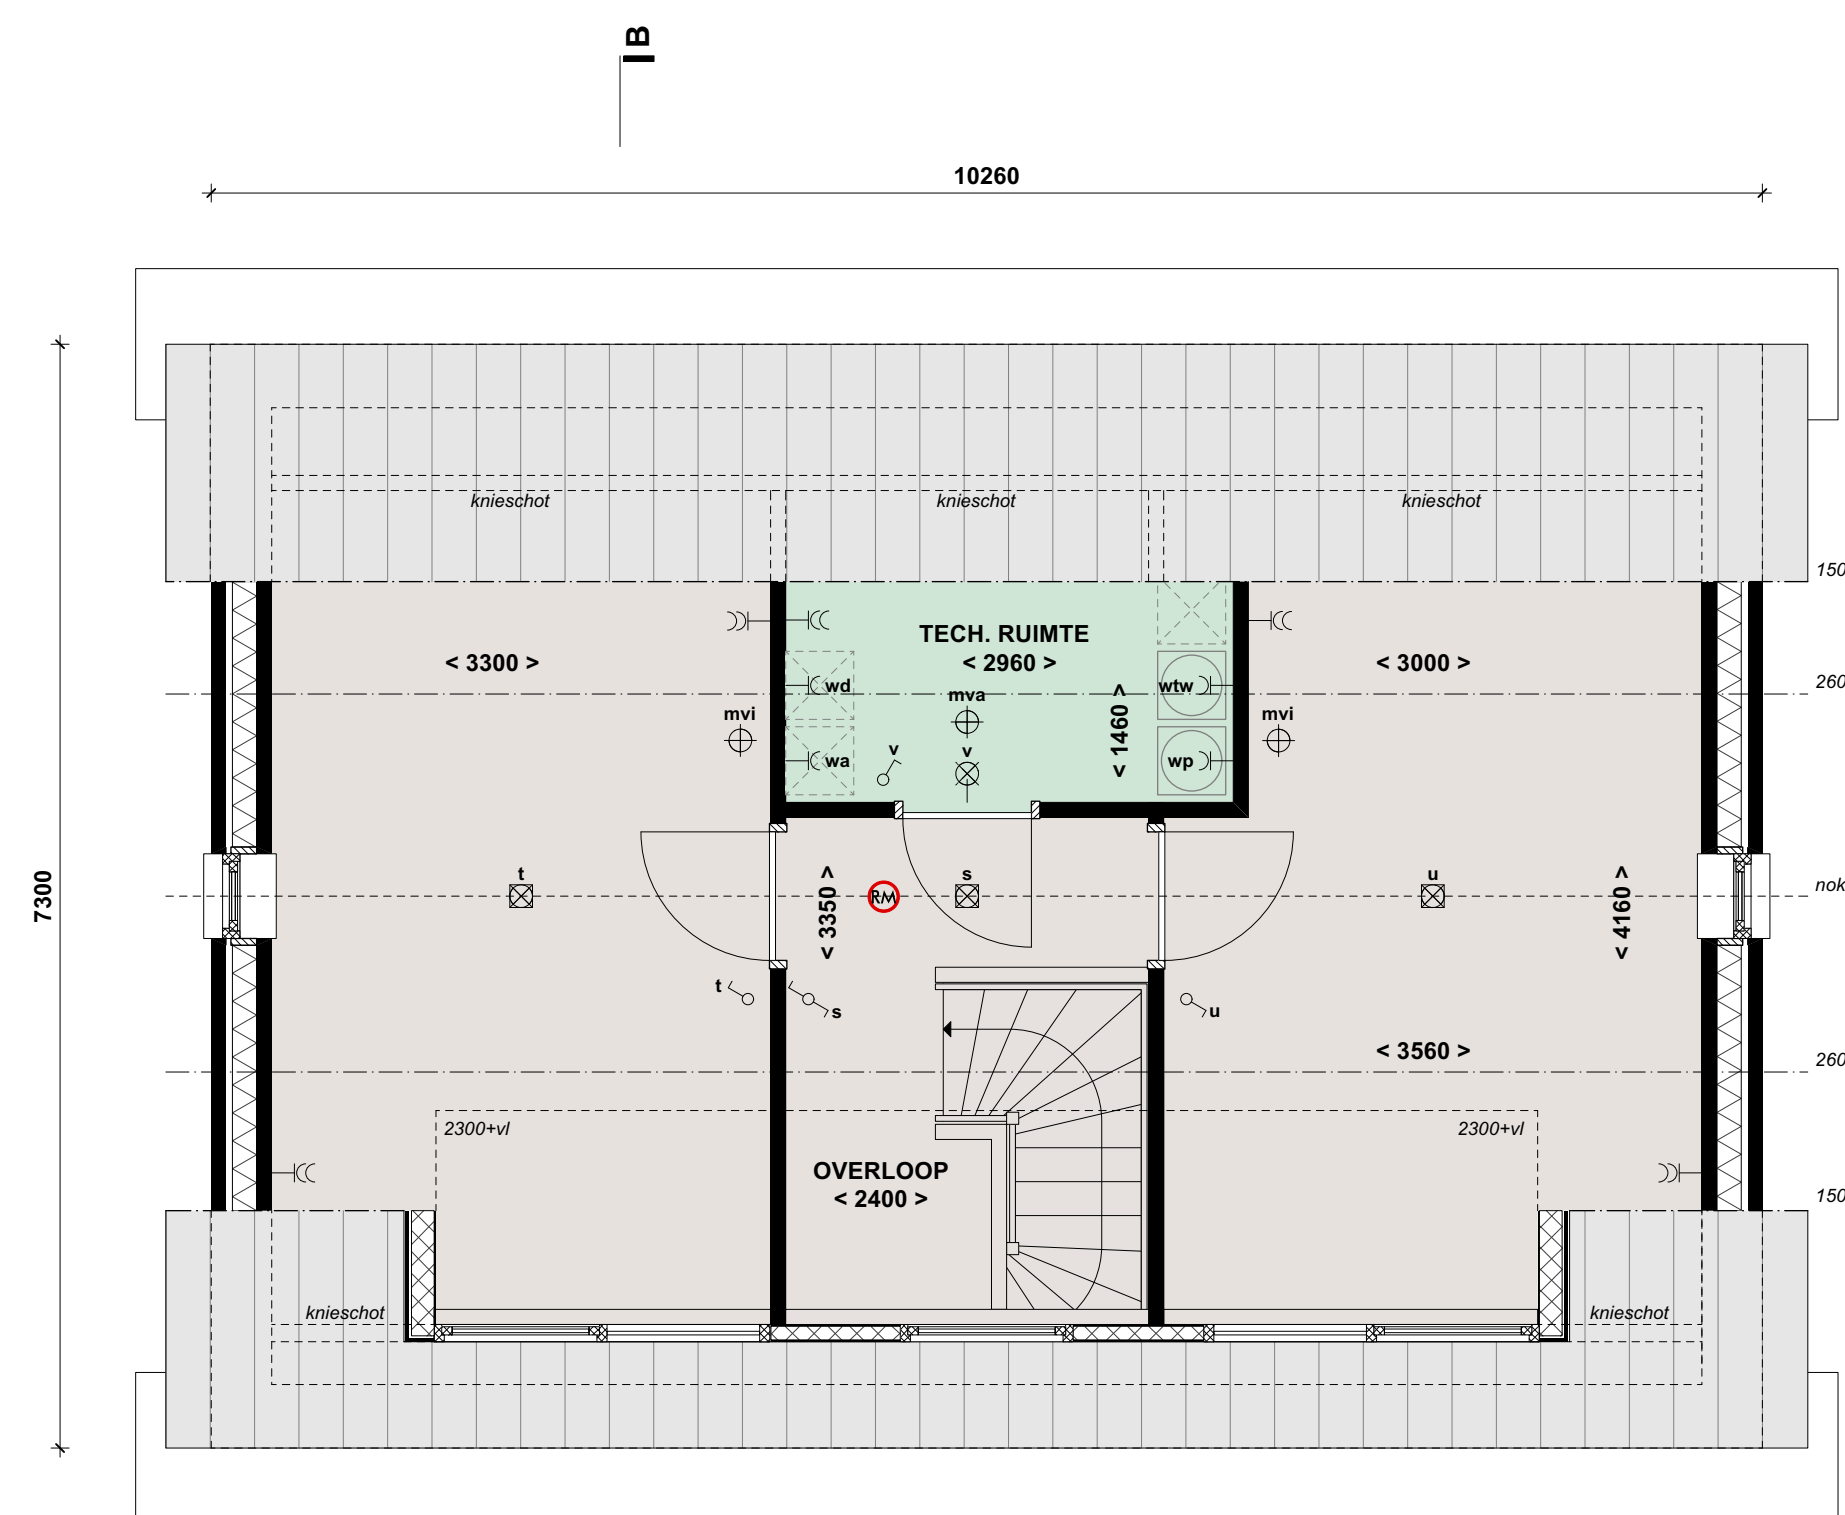 B
10260
7300
knieschot
knieschot
knieschot
150
TECH. RUIMTE
< 3300 >
< 2960 >
< 3000 >
wd
mva
wtw
260
mvi
< 1460 >
mvi
v
v
wa
wp
t
s
u
RM
< 3350 >
< 4160 >
nok
t
s
u
< 3560 >
260
2300+vl
2300+vl
OVERLOOP
< 2400 >
150
knieschot
knieschot